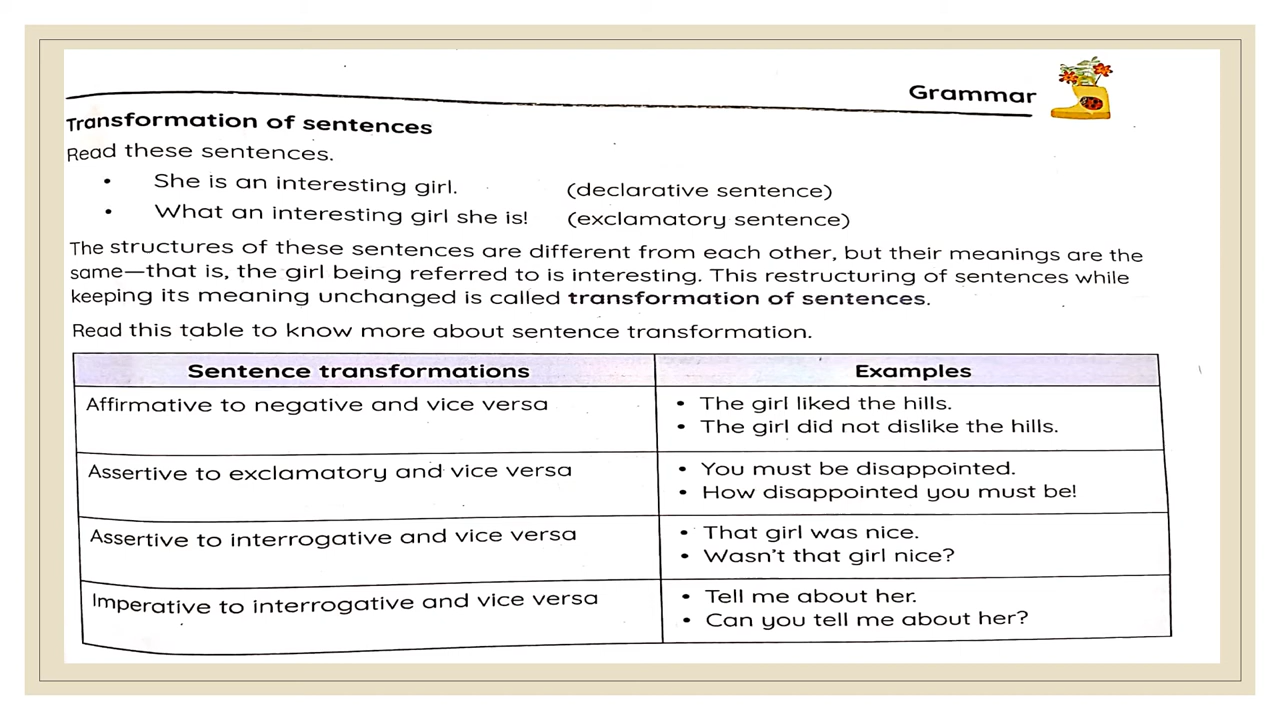 Grammar
Transformation of sentences
Read these sentences.
• She is an interesting girl. (declarative sentence)
• What an interesting girl she is! (exclamatory sentence)
The structures of these sentences are different from each other, but their meanings are the
same—that is, the girl being referred to is interesting. This restructuring of sentences while
keeping its meaning unchanged is called transformation of sentences.
Read this table to know more about sentence transformation.
Sentence transformations Examples
Affirmative to negative and vice versa • The girl liked the hills.
• The girl did not dislike the hills.
Assertive to exclamatory and vice versa • You must be disappointed.
• How disappointed you must be!
Assertive to interrogative and vice versa • That girl was nice.
• Wasn't that girl nice?
Imperative to interrogative and vice versa • Tell me about her.
• Can you tell me about her?